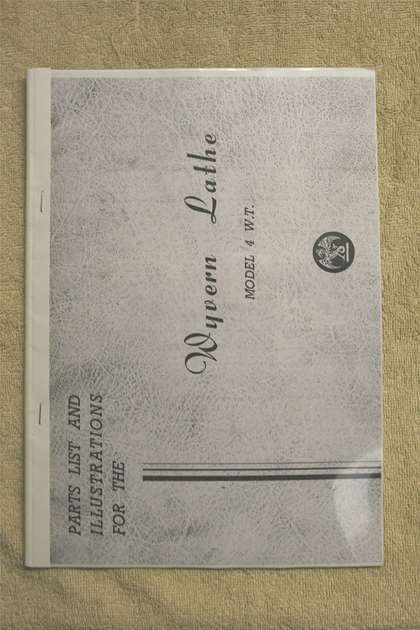 PARTS LIST AND
ILLUSTRATIONS
FOR THE
Wyvern Lathe
MODEL 4 W.T.